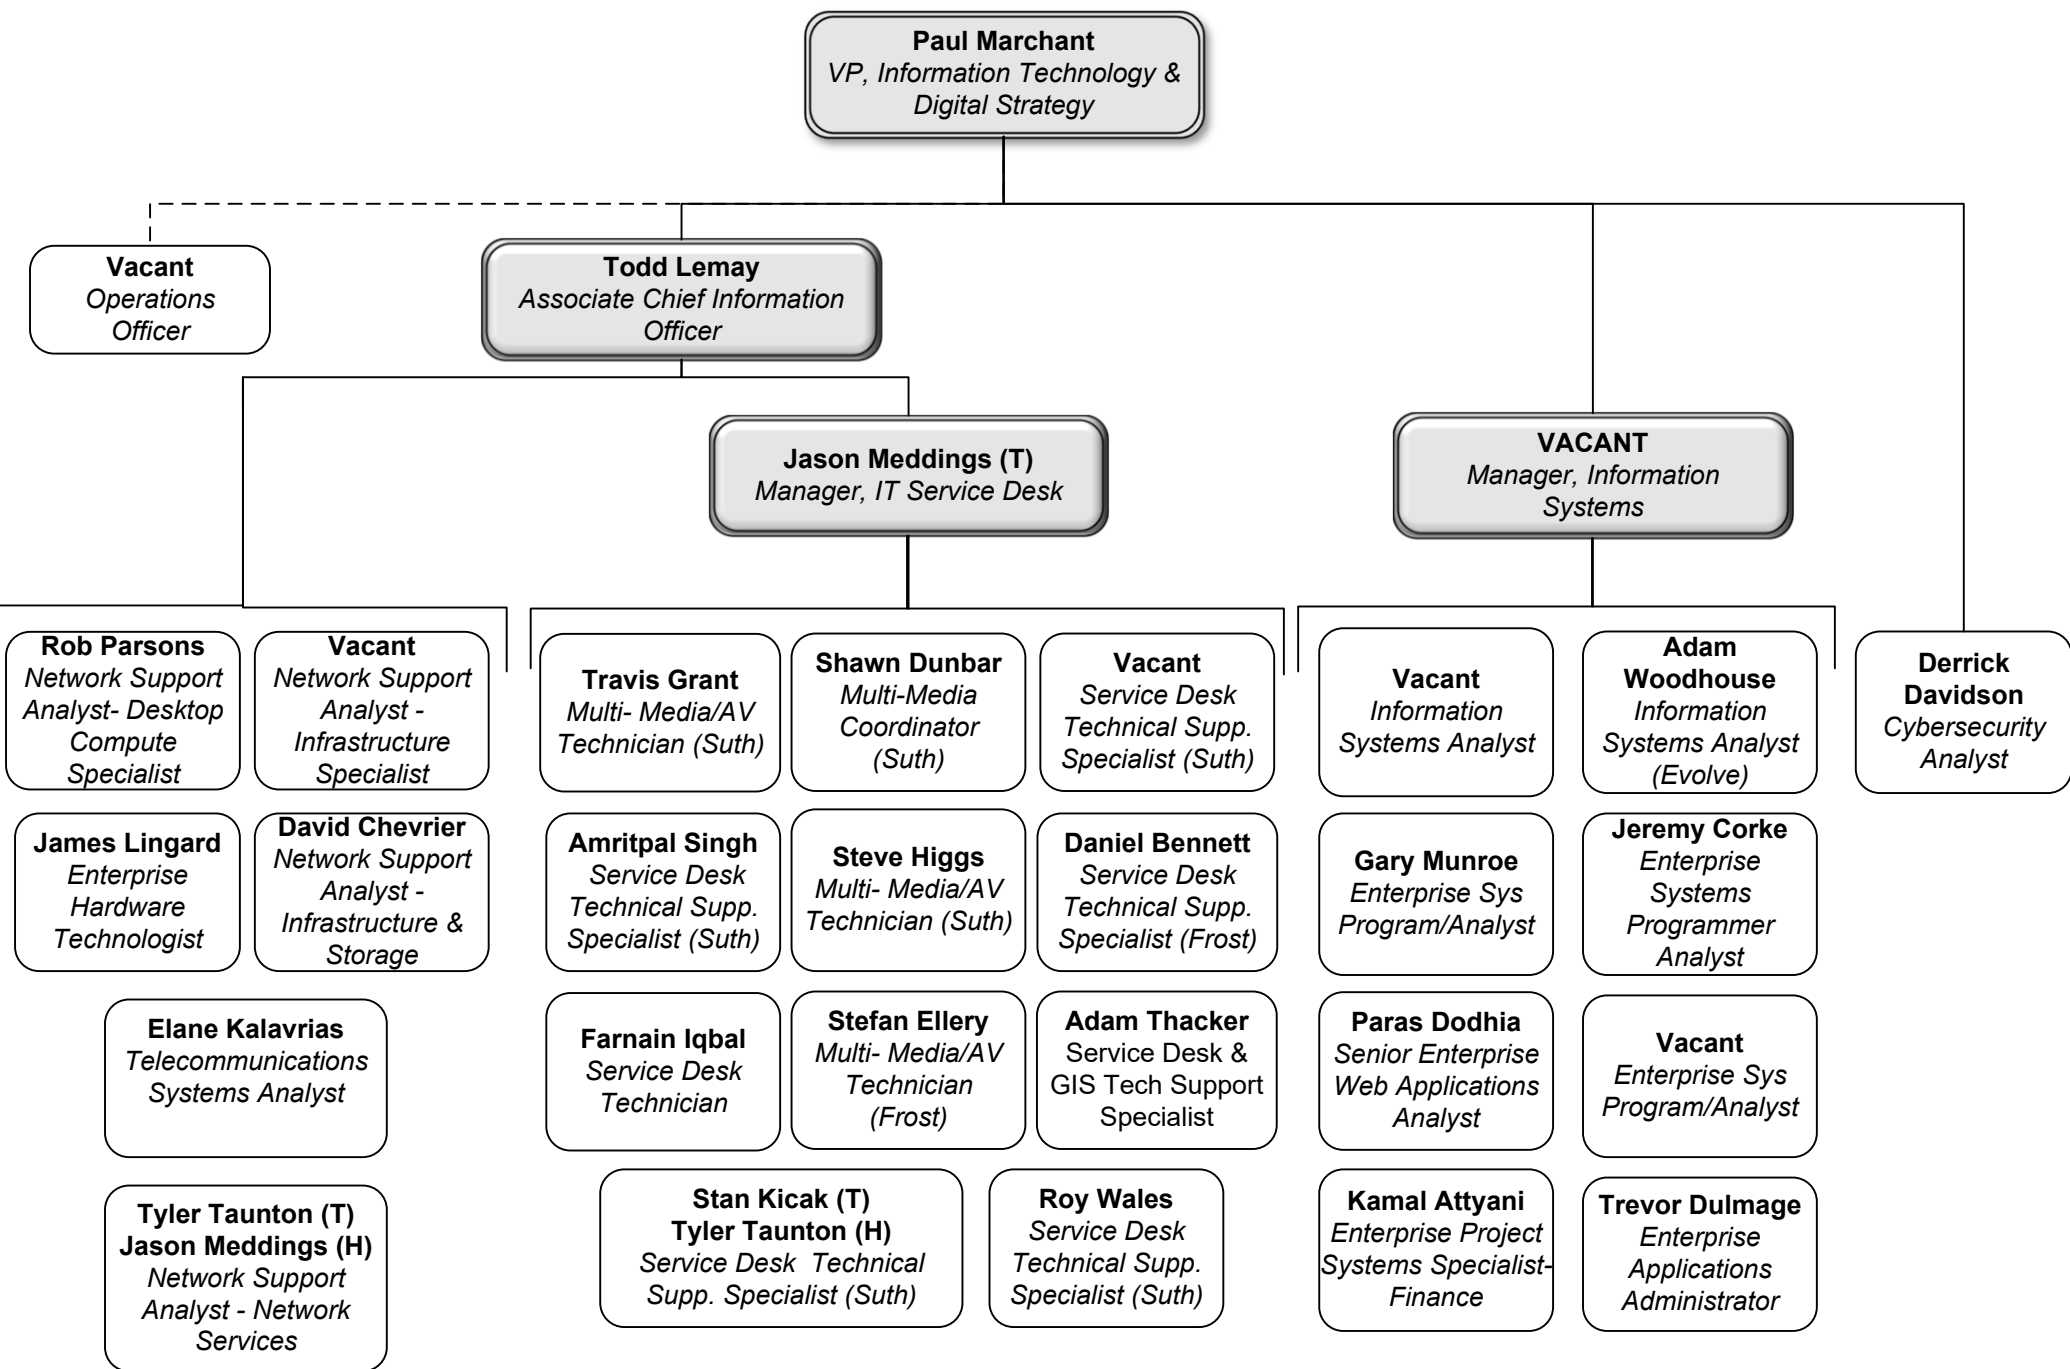 Paul Marchant
VP, Information Technology &
Digital Strategy
Vacant
Operations
Officer
Todd Lemay
Associate Chief Information
Officer
Jason Meddings (T)
Manager, IT Service Desk
VACANT
Manager, Information
Systems
Rob Parsons
Network Support
Analyst- Desktop
Compute
Specialist
Vacant
Network Support
Analyst -
Infrastructure
Specialist
James Lingard
Enterprise
Hardware
Technologist
David Chevrier
Network Support
Analyst -
Infrastructure &
Storage
Elane Kalavrias
Telecommunications
Systems Analyst
Tyler Taunton (T)
Jason Meddings (H)
Network Support
Analyst - Network
Services
Travis Grant
Multi- Media/AV
Technician (Suth)
Shawn Dunbar
Multi-Media
Coordinator
(Suth)
Vacant
Service Desk
Technical Supp.
Specialist (Suth)
Amritpal Singh
Service Desk
Technical Supp.
Specialist (Suth)
Steve Higgs
Multi- Media/AV
Technician (Suth)
Daniel Bennett
Service Desk
Technical Supp.
Specialist (Frost)
Farnain Iqbal
Service Desk
Technician
Stefan Ellery
Multi- Media/AV
Technician
(Frost)
Adam Thacker
Service Desk &
GIS Tech Support
Specialist
Stan Kicak (T)
Tyler Taunton (H)
Service Desk  Technical
Supp. Specialist (Suth)
Roy Wales
Service Desk
Technical Supp.
Specialist (Suth)
Vacant
Information
Systems Analyst
Adam
Woodhouse
Information
Systems Analyst
(Evolve)
Gary Munroe
Enterprise Sys
Program/Analyst
Jeremy Corke
Enterprise
Systems
Programmer
Analyst
Paras Dodhia
Senior Enterprise
Web Applications
Analyst
Vacant
Enterprise Sys
Program/Analyst
Kamal Attyani
Enterprise Project
Systems Specialist-
Finance
Trevor Dulmage
Enterprise
Applications
Administrator
Derrick
Davidson
Cybersecurity
Analyst